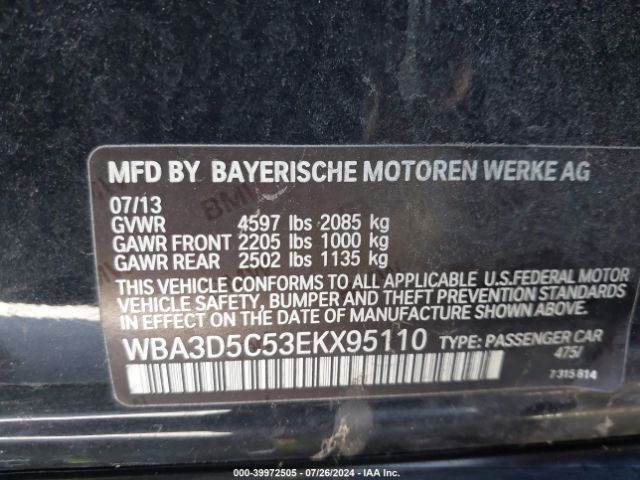 MFD BY BAYERISCHE MOTOREN WERKE AG
07/13
GVWR 4597 lbs 2085 kg
GAWR FRONT 2205 lbs 1000 kg
GAWR REAR 2502 lbs 1135 kg
THIS VEHICLE CONFORMS TO ALL APPLICABLE U.S.FEDERAL MOTOR
VEHICLE SAFETY, BUMPER AND THEFT PREVENTION STANDARDS
IN EFFECT ON THE DATE OF MANUFACTURE SHOWN ABOVE.
WBA3D5C53EKX95110 TYPE: PASSENGER CAR
475/
7 315 814
000-39972505 - 07/26/2024 - IAA Inc.